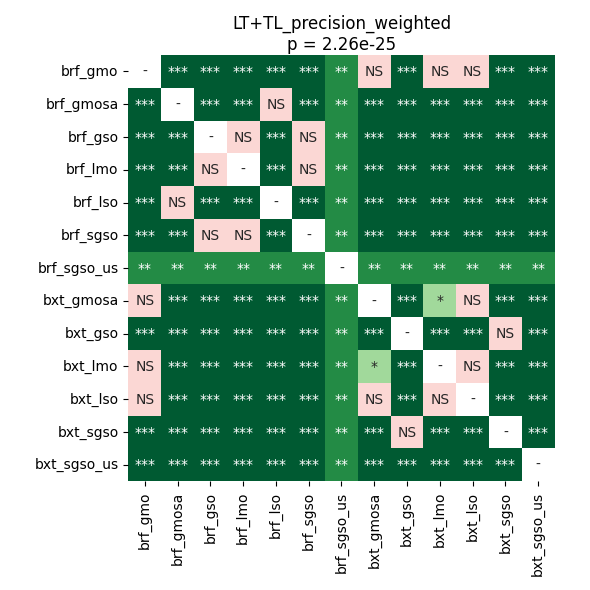 LT+TL_precision_weighted
p = 2.26e-25
brf_gmo - *** *** *** *** *** ** NS *** NS NS *** ***
brf_gmosa *** - *** *** NS *** ** *** *** *** *** *** ***
brf_gso *** *** - NS *** NS ** *** *** *** *** *** ***
brf_lmo *** *** NS - *** NS ** *** *** *** *** *** ***
brf_lso *** NS *** *** - *** ** *** *** *** *** *** ***
brf_sgso *** *** NS NS *** - ** *** *** *** *** *** ***
brf_sgso_us ** ** ** ** ** ** - ** ** ** ** ** **
bxt_gmosa NS *** *** *** *** *** ** - *** * NS *** ***
bxt_gso *** *** *** *** *** *** ** *** - *** *** NS ***
bxt_lmo NS *** *** *** *** *** ** * *** - NS *** ***
bxt_lso NS *** *** *** *** *** ** NS *** NS - *** ***
bxt_sgso *** *** *** *** *** *** ** *** NS *** *** - ***
bxt_sgso_us *** *** *** *** *** *** ** *** *** *** *** *** -
brf_gmo
brf_gmosa
brf_gso
brf_lmo
brf_lso
brf_sgso
brf_sgso_us
bxt_gmosa
bxt_gso
bxt_lmo
bxt_lso
bxt_sgso
bxt_sgso_us